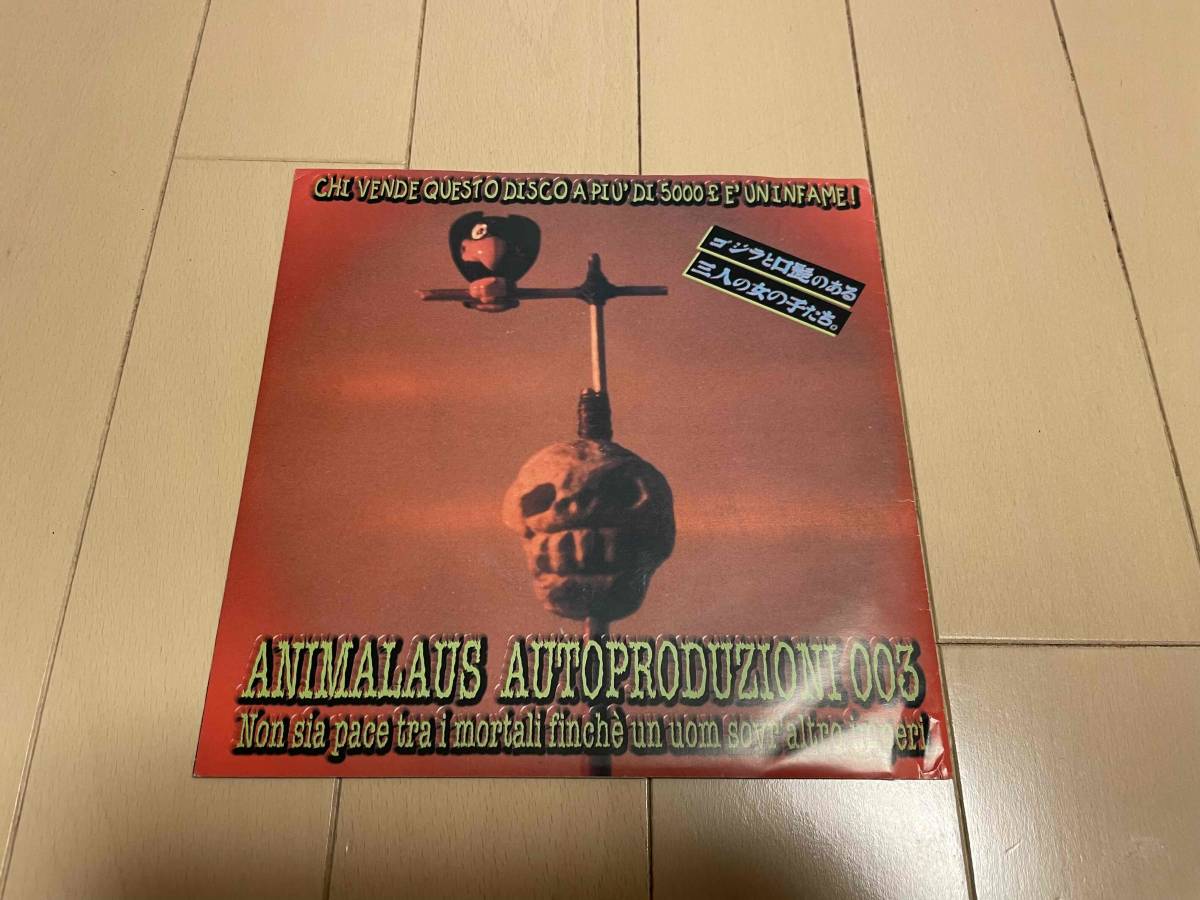 CHI VENDE QUESTO DISCO A PIU' DI 5000 £ E' UN INFAME!
ゴジラと口髭のある
三人の女の子たち。
ANIMALAUS AUTOPRODUZIONI 003
Non sia pace tra i mortali finchè un uom sovr'altro imperi